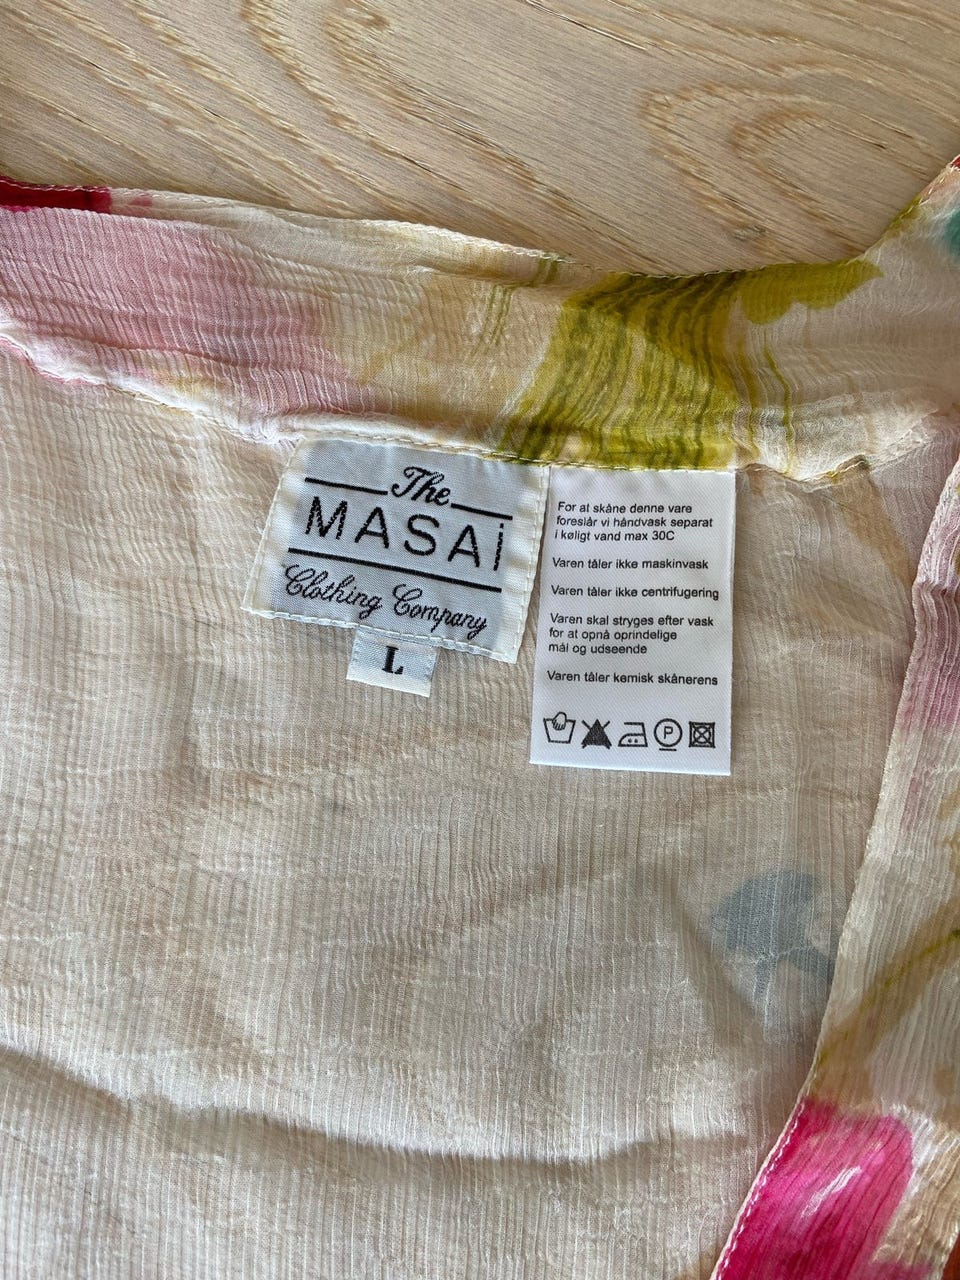 The
MASAi
Clothing Company
L
For at skåne denne vare
foreslår vi håndvask separat
i køligt vand max 30C
Varen tåler ikke maskinvask
Varen tåler ikke centrifugering
Varen skal stryges efter vask
for at opnå oprindelige
mål og udseende
Varen tåler kemisk skånerens
P